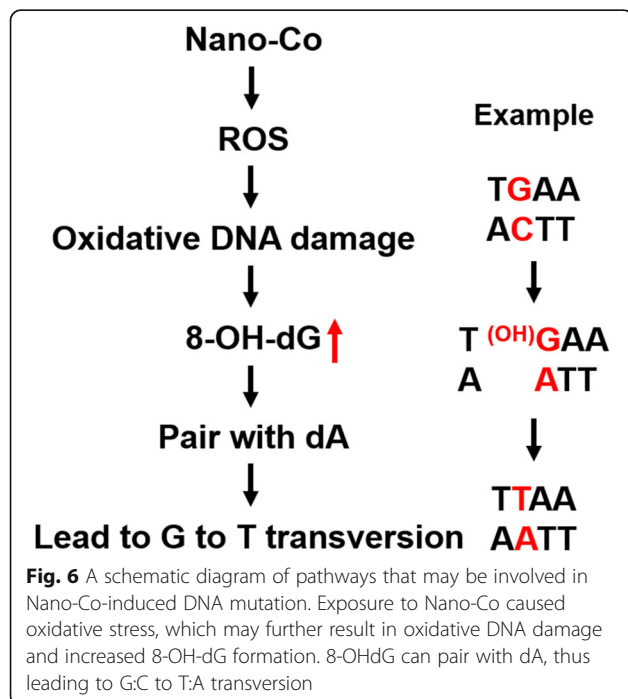 Nano-Co
ROS
Oxidative DNA damage
8-OH-dG
Pair with dA
Lead to G to T transversion
Example
TGAA
ACTT
T (OH)GAA
A ATT
TTAA
AATT
Fig. 6 A schematic diagram of pathways that may be involved in
Nano-Co-induced DNA mutation. Exposure to Nano-Co caused
oxidative stress, which may further result in oxidative DNA damage
and increased 8-OH-dG formation. 8-OHdG can pair with dA, thus
leading to G:C to T:A transversion